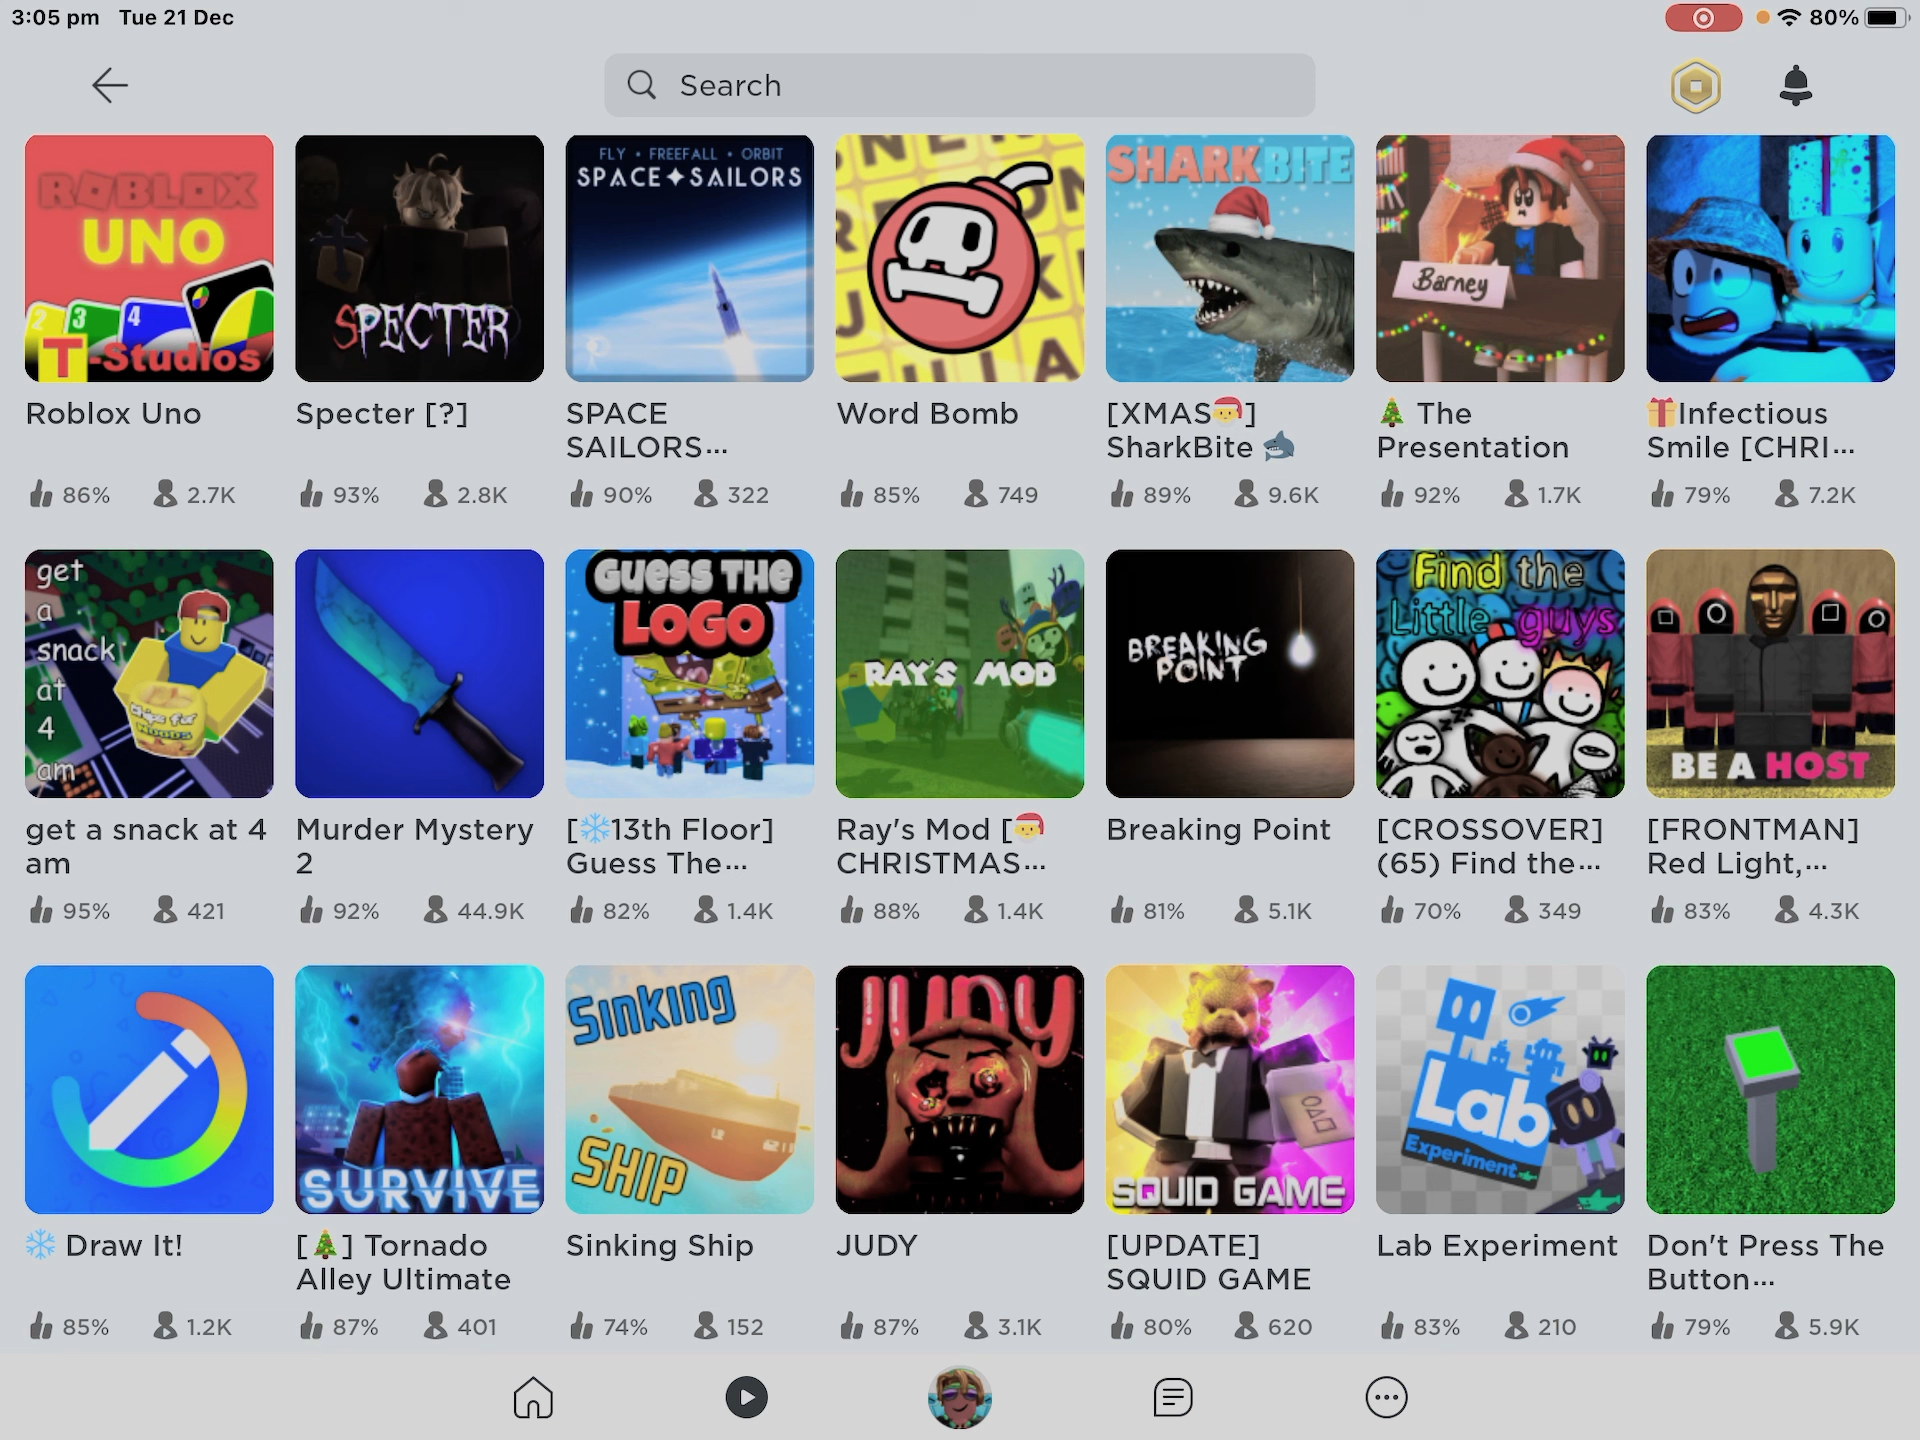 3:05 pm Tue 21 Dec
80%
Search
ROBLOX
UNO
2 3 4
T-Studios
SPECTER
FLY • FREEFALL • ORBIT
SPACE SAILORS
SHARKBITE
Barney
Roblox Uno
86% 2.7K
Specter [?]
93% 2.8K
SPACE
SAILORS...
90% 322
Word Bomb
85% 749
[XMAS🎅]
SharkBite 🦈
89% 9.6K
🎄 The
Presentation
92% 1.7K
🎁Infectious
Smile [CHRI...
79% 7.2K
get
a
snack
at
4
am
Chips for
NOOBS
GUESS THE
LOGO
RAY'S MOD
BREAKING
POINT
Find the
Little guys
BE A HOST
get a snack at 4
am
95% 421
Murder Mystery
2
92% 44.9K
[❄️13th Floor]
Guess The...
82% 1.4K
Ray's Mod [🎅
CHRISTMAS...
88% 1.4K
Breaking Point
81% 5.1K
[CROSSOVER]
(65) Find the...
70% 349
[FRONTMAN]
Red Light,...
83% 4.3K
SURVIVE
Sinking
SHIP
JUDY
SQUID GAME
Lab
Experiment
❄️ Draw It!
85% 1.2K
[🎄] Tornado
Alley Ultimate
87% 401
Sinking Ship
74% 152
JUDY
87% 3.1K
[UPDATE]
SQUID GAME
80% 620
Lab Experiment
83% 210
Don't Press The
Button...
79% 5.9K